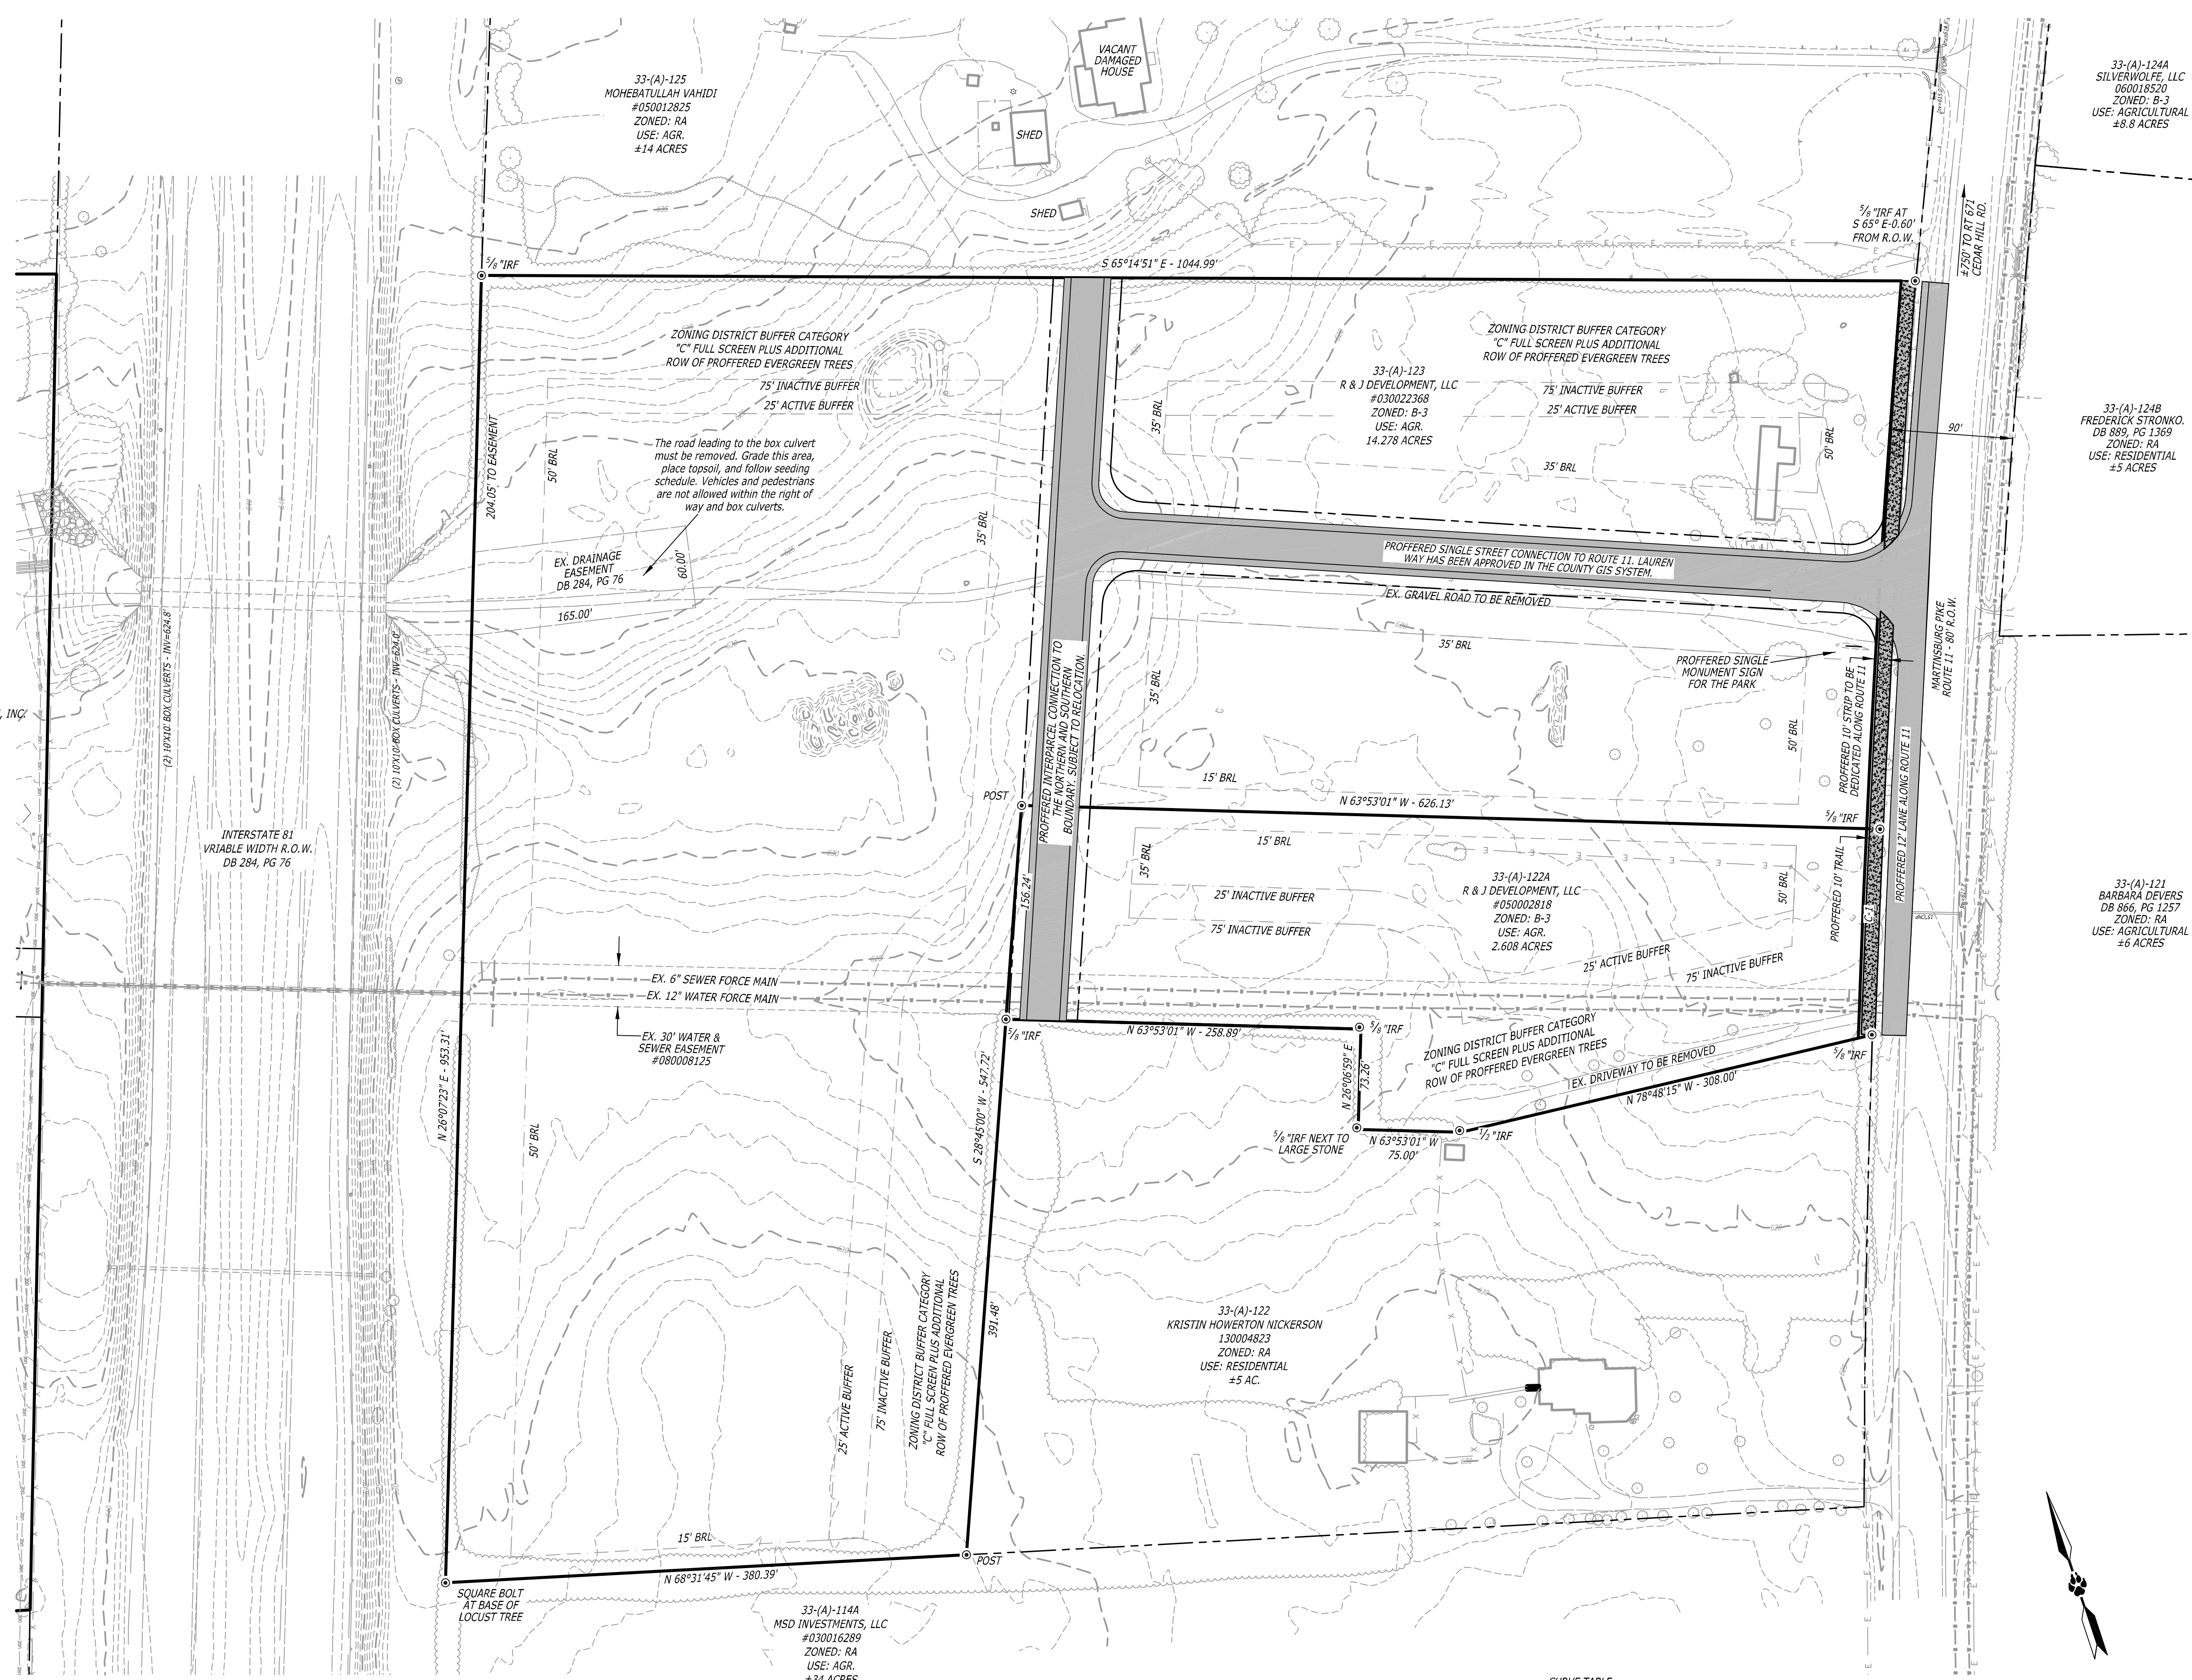 VACANT
DAMAGED
HOUSE
33-(A)-125
MOHEBATULLAH VAHIDI
#050012825
ZONED: RA
USE: AGR.
±14 ACRES
SHED
SHED
33-(A)-124A
SILVERWOLFE, LLC
060018520
ZONED: B-3
USE: AGRICULTURAL
±8.8 ACRES
5/8"IRF AT
S 65° E-0.60'
FROM R.O.W.
±750' TO RT 671
CEDAR HILL RD.
5/8"IRF
S 65°14'51" E - 1044.99'
ZONING DISTRICT BUFFER CATEGORY
"C" FULL SCREEN PLUS ADDITIONAL
ROW OF PROFFERED EVERGREEN TREES
75' INACTIVE BUFFER
25' ACTIVE BUFFER
ZONING DISTRICT BUFFER CATEGORY
"C" FULL SCREEN PLUS ADDITIONAL
ROW OF PROFFERED EVERGREEN TREES
75' INACTIVE BUFFER
25' ACTIVE BUFFER
33-(A)-123
R & J DEVELOPMENT, LLC
#030022368
ZONED: B-3
USE: AGR.
14.278 ACRES
35' BRL
35' BRL
50' BRL
90'
33-(A)-124B
FREDERICK STRONKO.
DB 889, PG 1369
ZONED: RA
USE: RESIDENTIAL
±5 ACRES
204.05' TO EASEMENT
50' BRL
The road leading to the box culvert
must be removed. Grade this area,
place topsoil, and follow seeding
schedule. Vehicles and pedestrians
are not allowed within the right of
way and box culverts.
35' BRL
EX. DRAINAGE
EASEMENT
DB 284, PG 76
60.00'
165.00'
PROFFERED SINGLE STREET CONNECTION TO ROUTE 11. LAUREN
WAY HAS BEEN APPROVED IN THE COUNTY GIS SYSTEM.
EX. GRAVEL ROAD TO BE REMOVED
35' BRL
35' BRL
PROFFERED SINGLE
MONUMENT SIGN
FOR THE PARK
PROFFERED 10' STRIP TO BE
DEDICATED ALONG ROUTE 11
MARTINSBURG PIKE
ROUTE 11 - 80' R.O.W.
(2) 10'X10' BOX CULVERTS - INV=624.8'
(2) 10'X10' BOX CULVERTS - INV=624.0'
PROFFERED INTERPARCEL CONNECTION TO
THE NORTHERN AND SOUTHERN
BOUNDARY. SUBJECT TO RELOCATION.
50' BRL
, INC.
15' BRL
POST
N 63°53'01" W - 626.13'
5/8"IRF
PROFFERED 12' LANE ALONG ROUTE 11
INTERSTATE 81
VRIABLE WIDTH R.O.W.
DB 284, PG 76
15' BRL
35' BRL
156.24'
33-(A)-122A
R & J DEVELOPMENT, LLC
#050002818
ZONED: B-3
USE: AGR.
2.608 ACRES
25' INACTIVE BUFFER
75' INACTIVE BUFFER
50' BRL
PROFFERED 10' TRAIL
C-1
33-(A)-121
BARBARA DEVERS
DB 866, PG 1257
ZONED: RA
USE: AGRICULTURAL
±6 ACRES
25' ACTIVE BUFFER
75' INACTIVE BUFFER
EX. 6" SEWER FORCE MAIN
EX. 12" WATER FORCE MAIN
EX. 30' WATER &
SEWER EASEMENT
#080008125
5/8"IRF
N 63°53'01" W - 258.89'
5/8"IRF
ZONING DISTRICT BUFFER CATEGORY
"C" FULL SCREEN PLUS ADDITIONAL
ROW OF PROFFERED EVERGREEN TREES
EX. DRIVEWAY TO BE REMOVED
N 78°48'15" W - 308.00'
5/8"IRF
N 26°07'23" E - 953.31'
50' BRL
S 28°45'00" W - 547.72'
N 26°06'59" E
73.26'
5/8"IRF NEXT TO
LARGE STONE
N 63°53'01" W
75.00'
1/2"IRF
25' ACTIVE BUFFER
75' INACTIVE BUFFER
ZONING DISTRICT BUFFER CATEGORY
"C" FULL SCREEN PLUS ADDITIONAL
ROW OF PROFFERED EVERGREEN TREES
391.48'
33-(A)-122
KRISTIN HOWERTON NICKERSON
130004823
ZONED: RA
USE: RESIDENTIAL
±5 AC.
15' BRL
POST
N 68°31'45" W - 380.39'
SQUARE BOLT
AT BASE OF
LOCUST TREE
33-(A)-114A
MSD INVESTMENTS, LLC
#030016289
ZONED: RA
USE: AGR.
±34 ACRES
CURVE TABLE